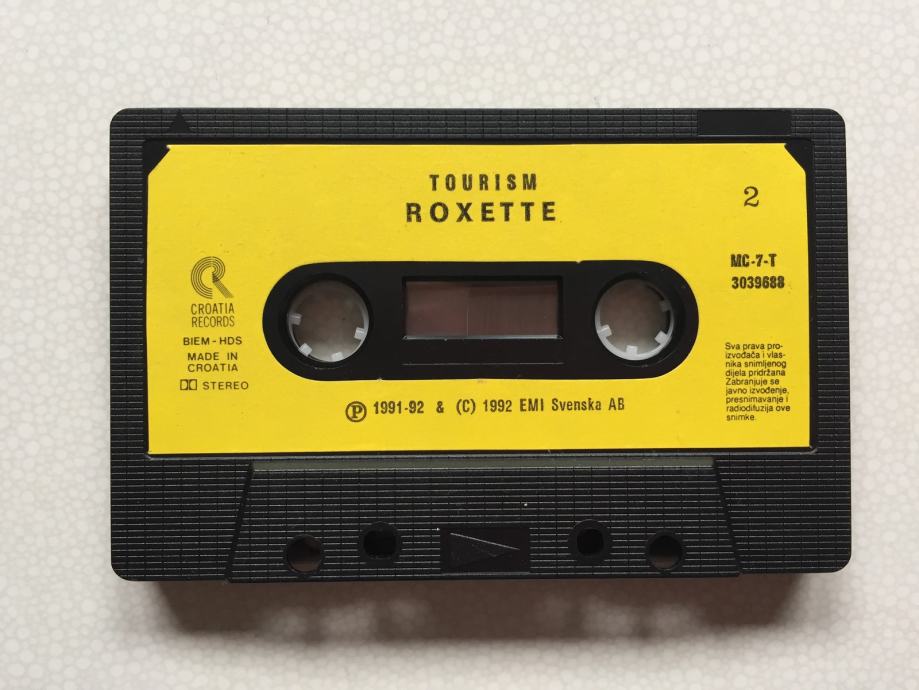 TOURISM
ROXETTE
2
CROATIA
RECORDS
BIEM-HDS
MADE IN
CROATIA
STEREO
MC-7-T
3039688
Sva prava pro-
izvođača i vlas-
nika snimljenog
dijela pridržana
Zabranjuje se
javno izvođenje,
presnimavanje i
radiodifuzija ove
snimke.
Ⓟ 1991-92 & (C) 1992 EMI Svenska AB